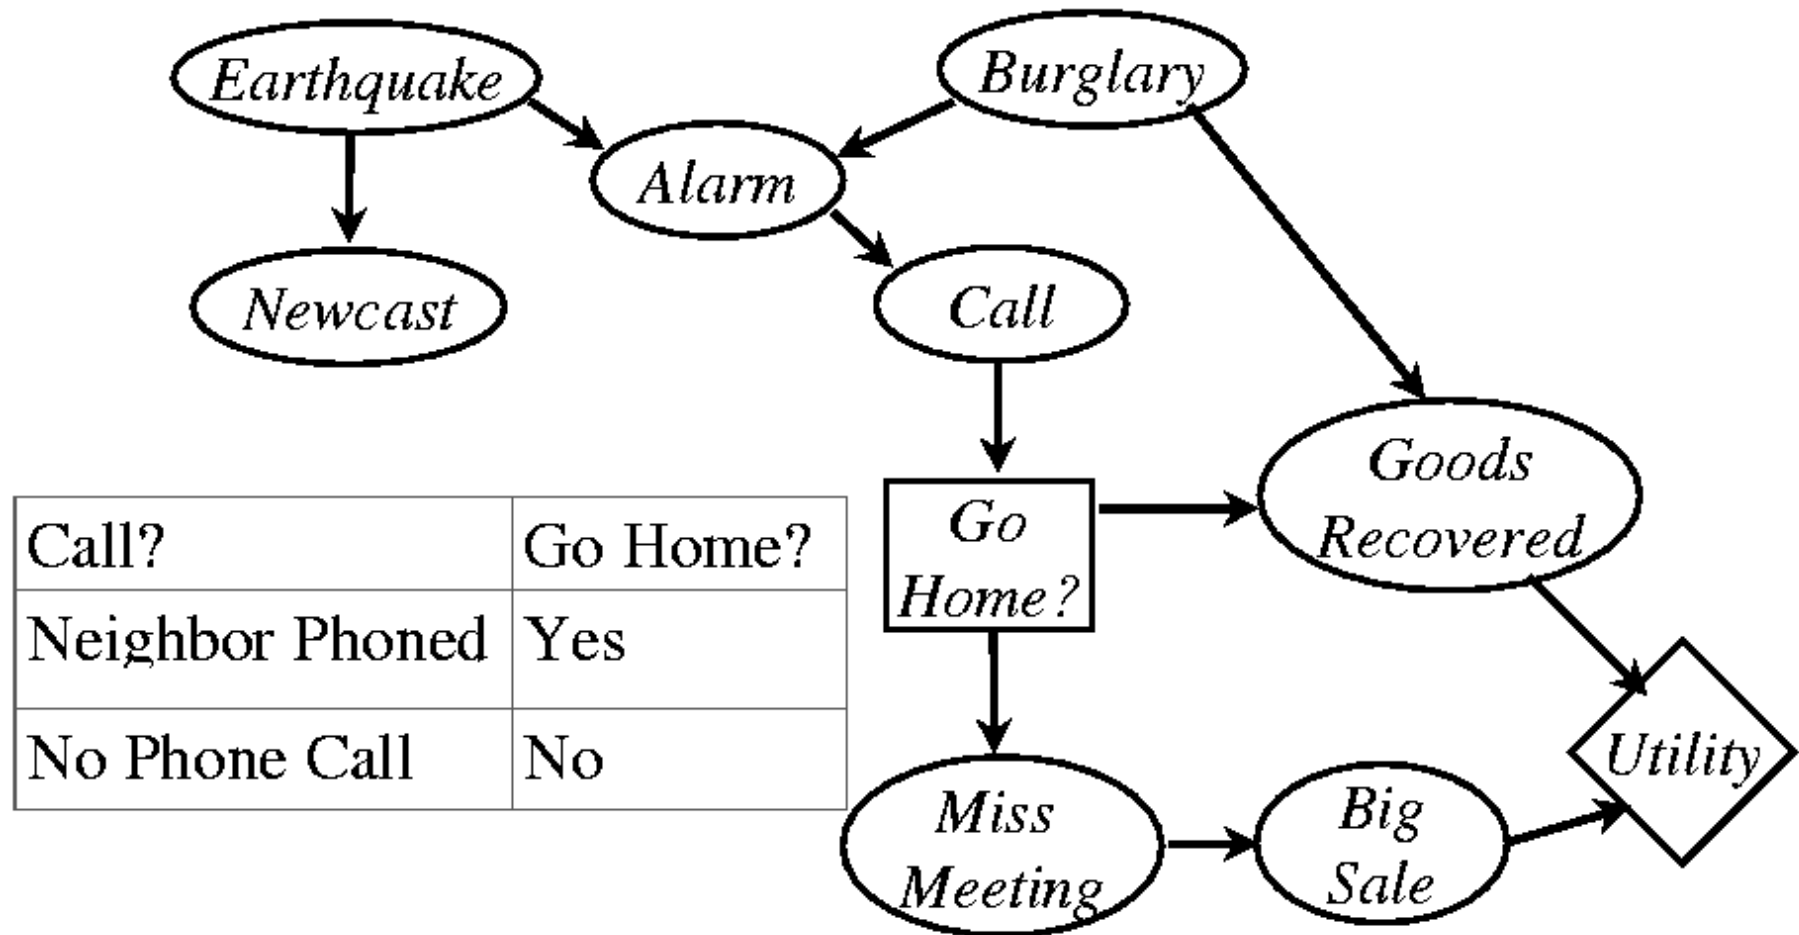 Earthquake
Burglary
Alarm
Newcast
Call
Goods
Recovered
Go
Home?
Call?
Go Home?
Neighbor Phoned
Yes
No Phone Call
No
Utility
Miss
Meeting
Big
Sale